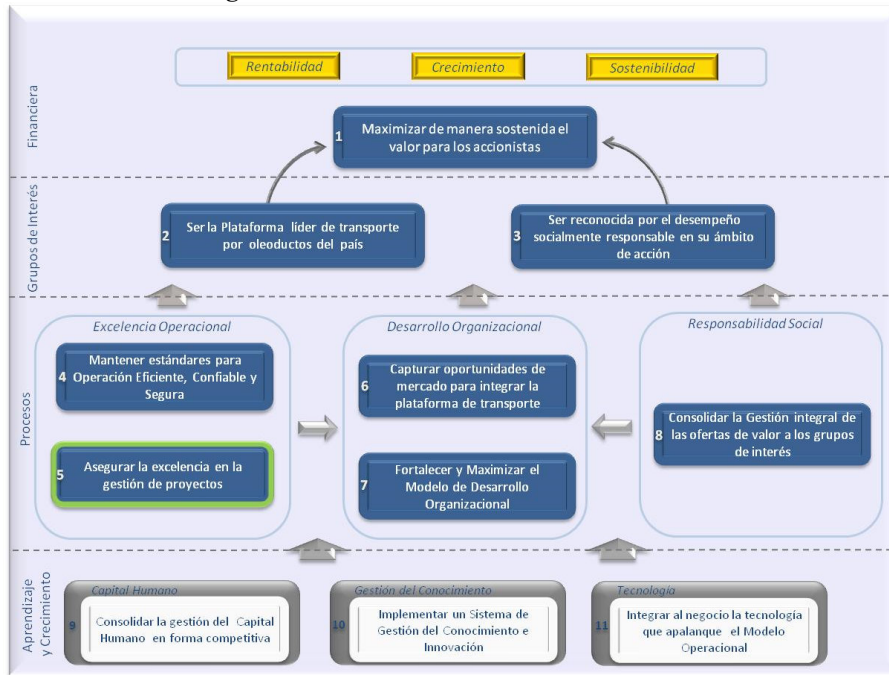 Rentabilidad
Crecimiento
Sostenibilidad
Financiera
1
Maximizar de manera sostenida el
valor para los accionistas
Grupos de Interés
2
Ser la Plataforma líder de transporte
por oleoductos del país
3
Ser reconocida por el desempeño
socialmente responsable en su ámbito
de acción
Procesos
Excelencia Operacional
4
Mantener estándares para
Operación Eficiente, Confiable y
Segura
5
Asegurar la excelencia en la
gestión de proyectos
Desarrollo Organizacional
6
Capturar oportunidades de
mercado para integrar la
plataforma de transporte
7
Fortalecer y Maximizar el
Modelo de Desarrollo
Organizacional
Responsabilidad Social
8
Consolidar la Gestión integral de
las ofertas de valor a los grupos
de interés
Aprendizaje
y Crecimiento
Capital Humano
9
Consolidar la gestión del Capital
Humano en forma competitiva
Gestión del Conocimiento
10
Implementar un Sistema de
Gestión del Conocimiento e
Innovación
Tecnología
11
Integrar al negocio la tecnología
que apalanque el Modelo
Operacional